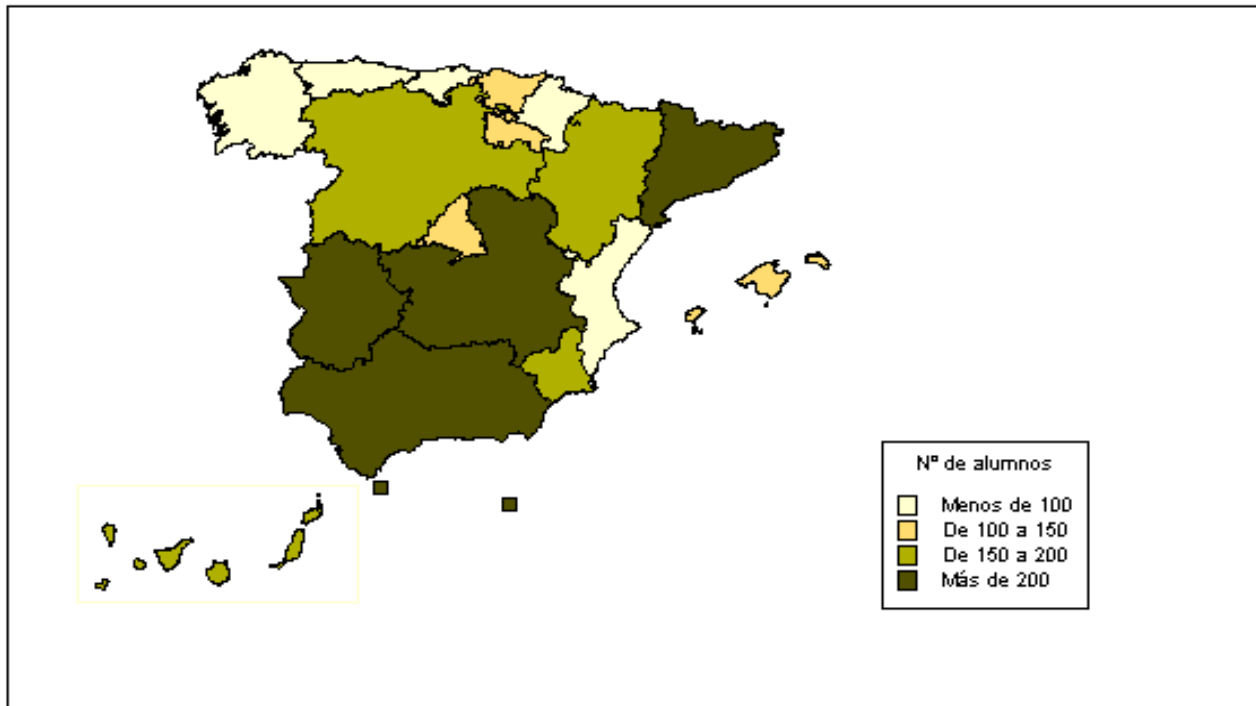 Nº de alumnos
Menos de 100
De 100 a 150
De 150 a 200
Más de 200